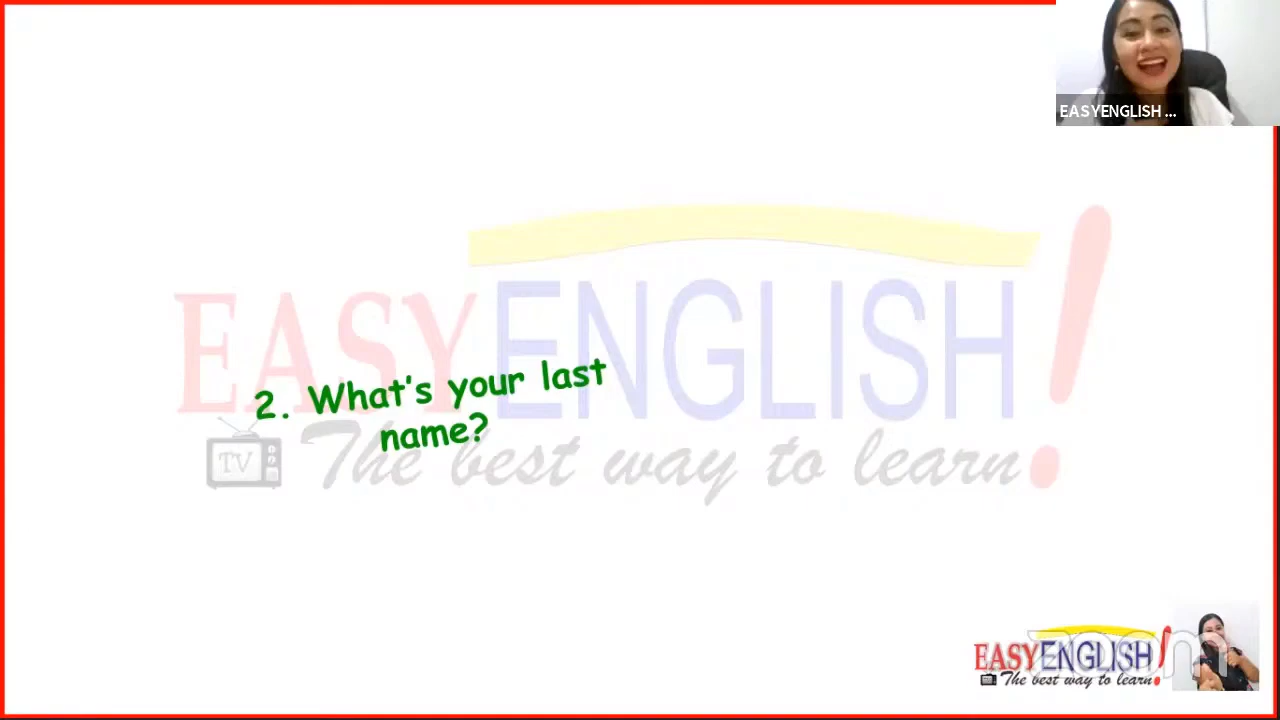 EASYENGLISH ...
EASYENGLISH!
2. What's your last
name?
TV The best way to learn
zoom
EASYENGLISH!
The best way to learn